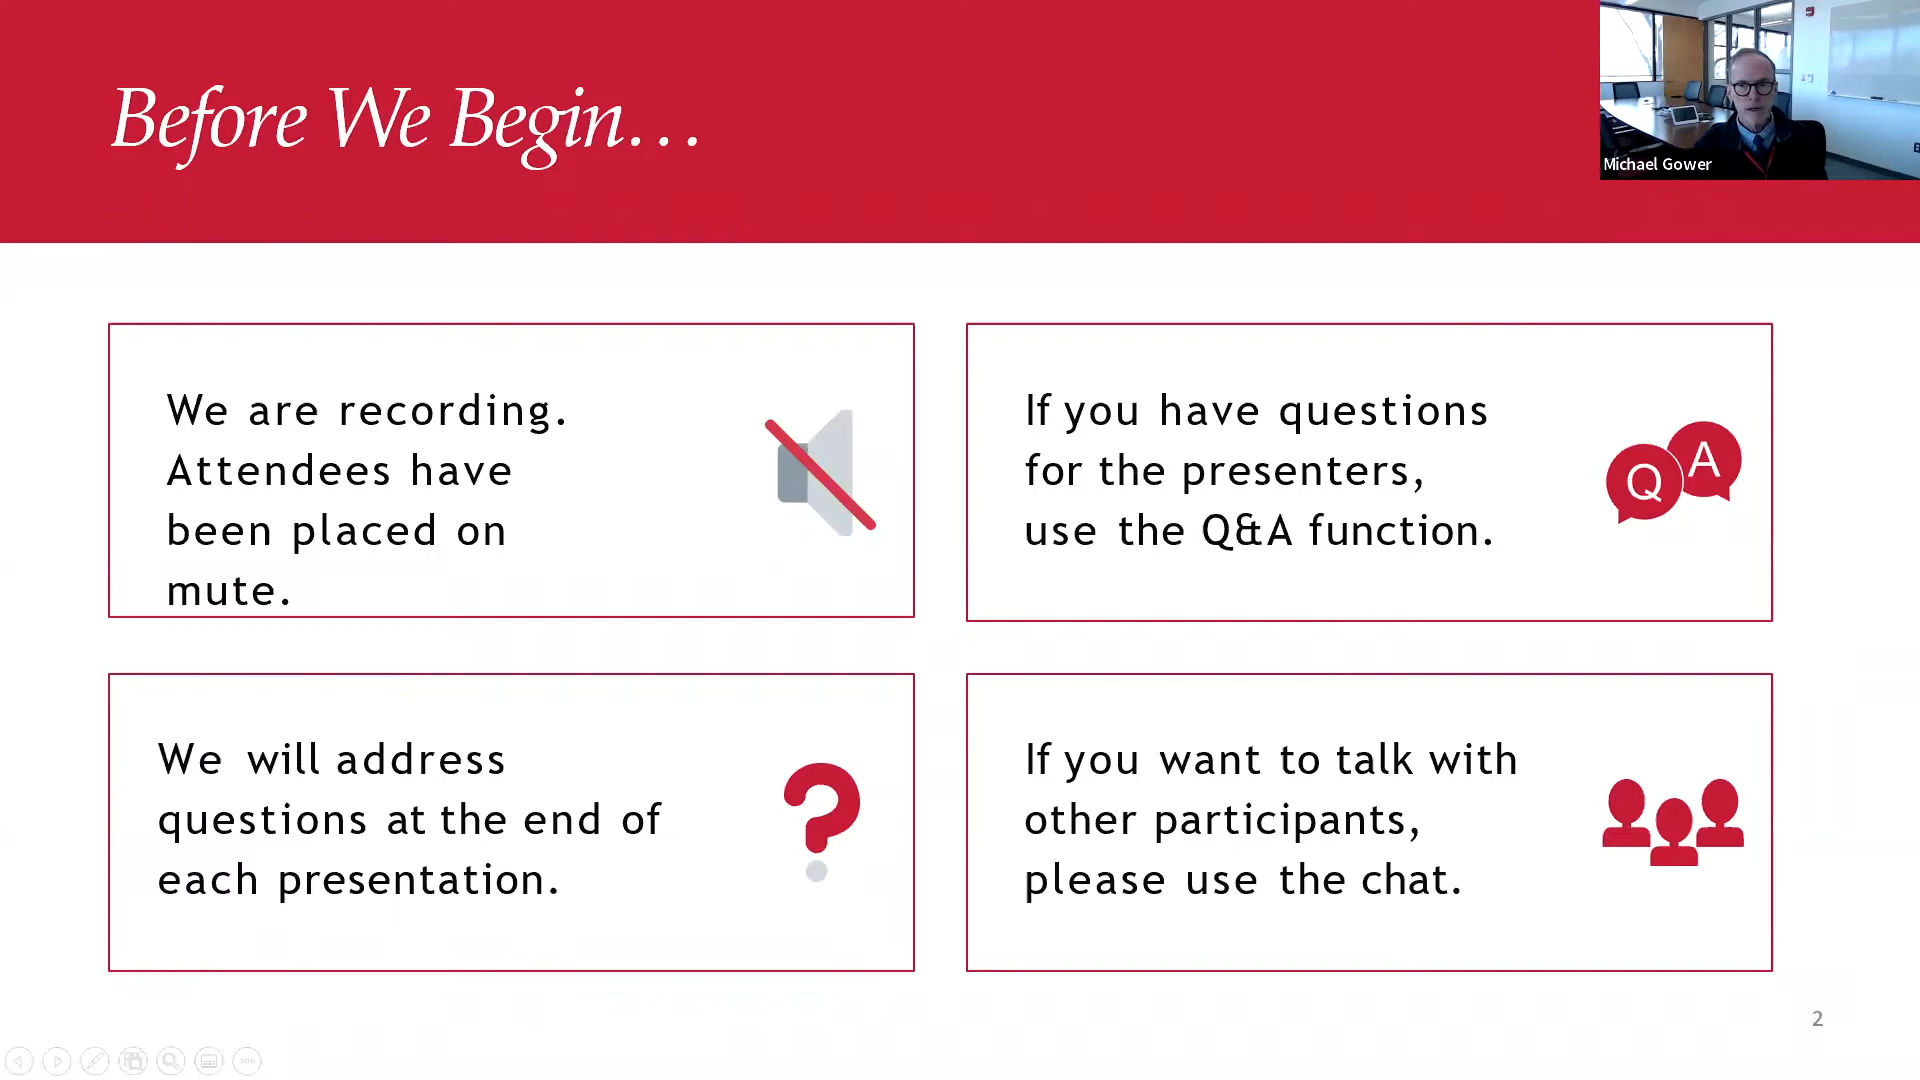 Before We Begin...
Michael Gower
We are recording.
Attendees have
been placed on
mute.
If you have questions
for the presenters,
use the Q&A function.
Q A
We will address
questions at the end of
each presentation.
?
If you want to talk with
other participants,
please use the chat.
2